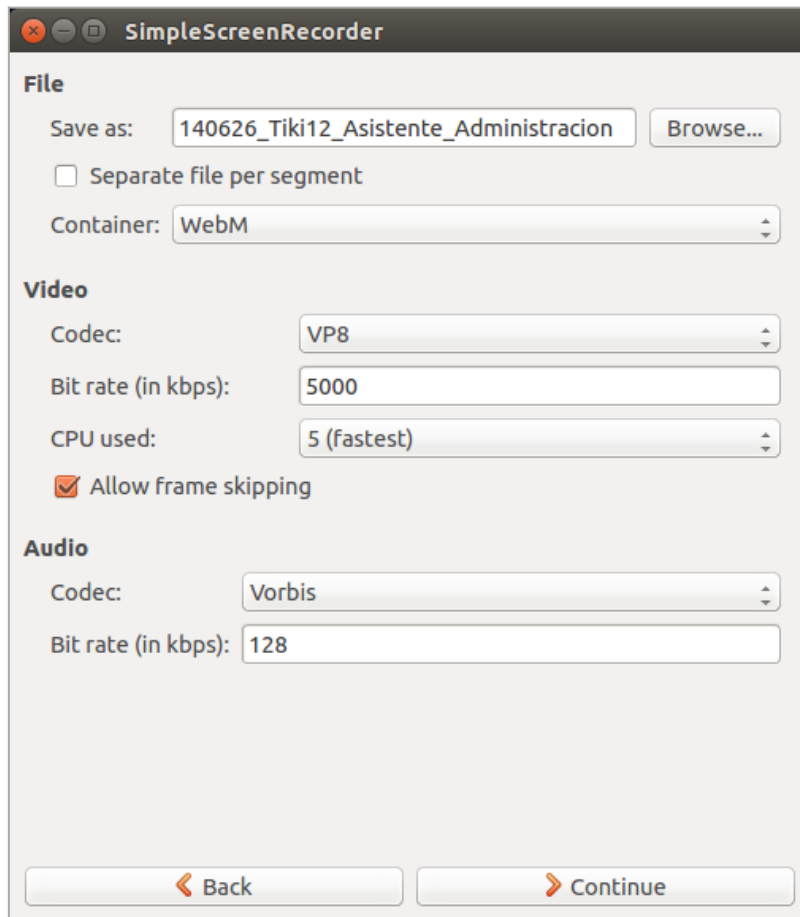 SimpleScreenRecorder
File
Save as: 140626_Tiki12_Asistente_Administracion Browse...
Separate file per segment
Container: WebM
Video
Codec: VP8
Bit rate (in kbps): 5000
CPU used: 5 (fastest)
Allow frame skipping
Audio
Codec: Vorbis
Bit rate (in kbps): 128
Back Continue